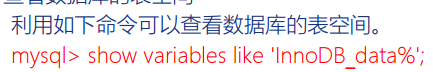 利用如下命令可以查看数据库的表空间。
mysql> show variables like 'InnoDB_data%';